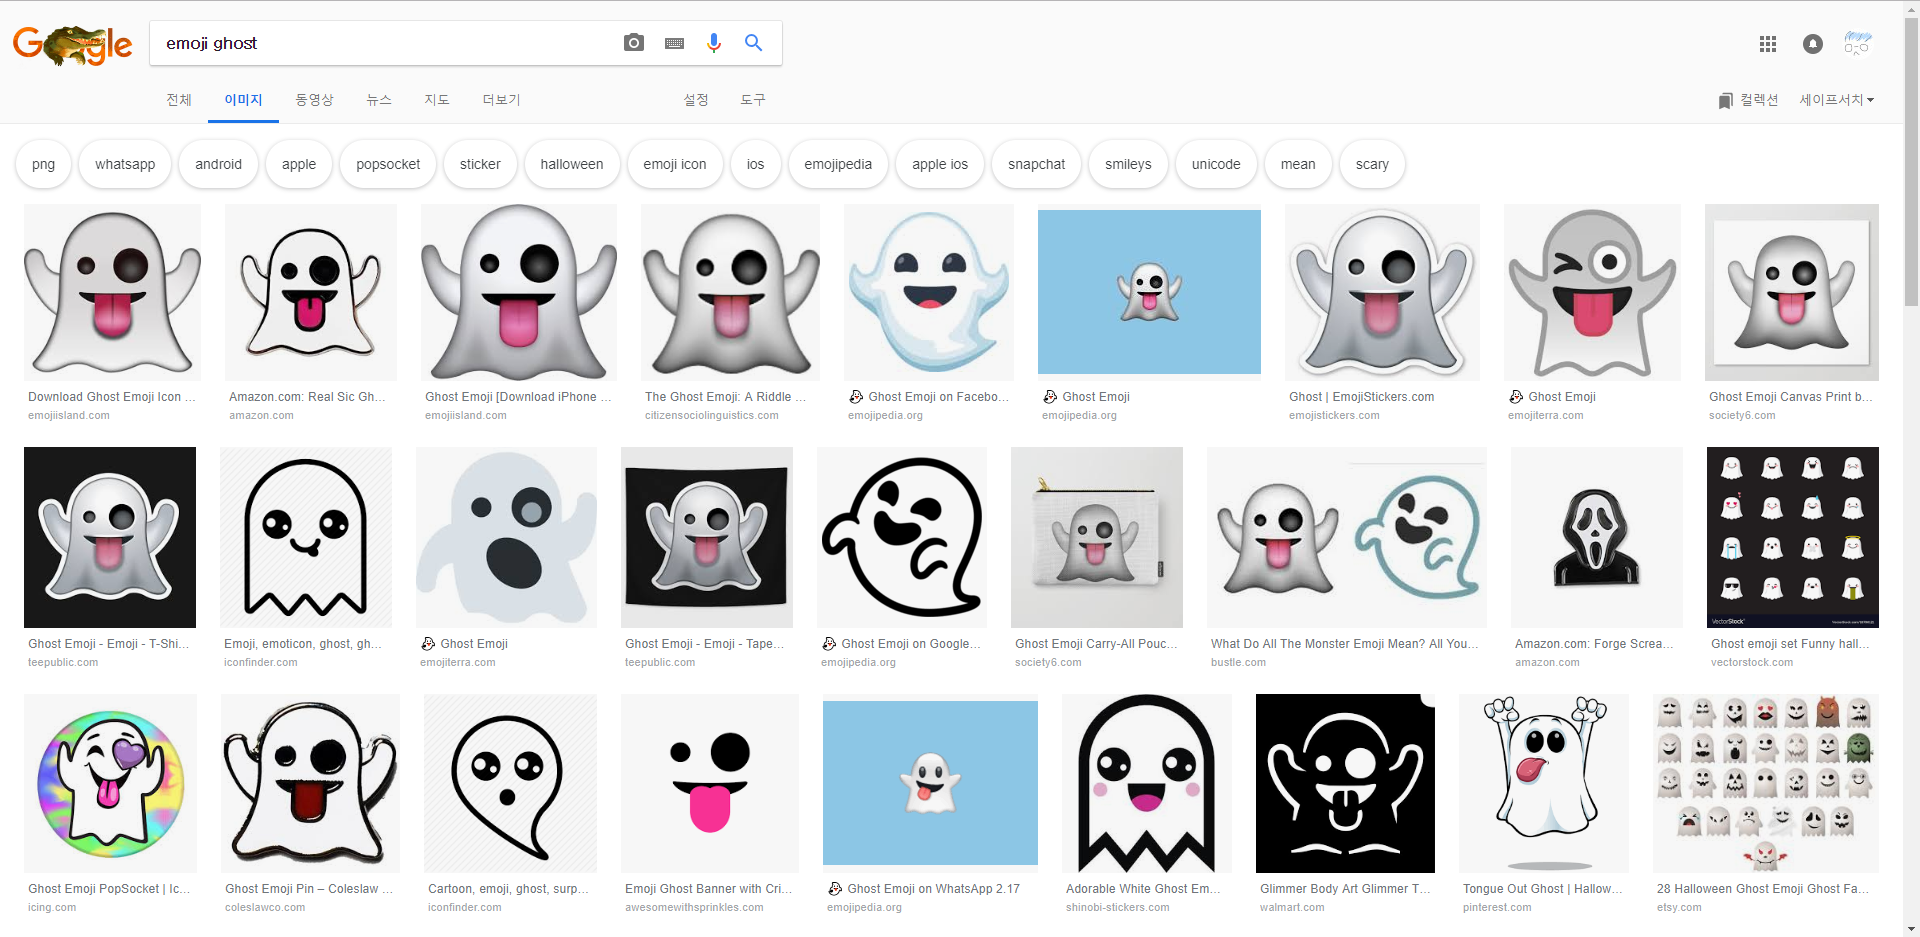 Google
emoji ghost
전체 이미지 동영상 뉴스 지도 더보기 설정 도구
컬렉션 세이프서치
png whatsapp android apple popsocket sticker halloween emoji icon ios emojipedia apple ios snapchat smileys unicode mean scary
Download Ghost Emoji Icon ...
emojiisland.com
Amazon.com: Real Sic Gh...
amazon.com
Ghost Emoji [Download iPhone ...
emojiisland.com
The Ghost Emoji: A Riddle ...
citizensociolinguistics.com
Ghost Emoji on Facebo...
emojipedia.org
Ghost Emoji
emojipedia.org
Ghost | EmojiStickers.com
emojistickers.com
Ghost Emoji
emojiterra.com
Ghost Emoji Canvas Print b...
society6.com
VectorStock
Ghost Emoji - Emoji - T-Shi...
teepublic.com
Emoji, emoticon, ghost, gh...
iconfinder.com
Ghost Emoji
emojiterra.com
Ghost Emoji - Emoji - Tape...
teepublic.com
Ghost Emoji on Google...
emojipedia.org
Ghost Emoji Carry-All Pouc...
society6.com
What Do All The Monster Emoji Mean? All You...
bustle.com
Amazon.com: Forge Screa...
amazon.com
Ghost emoji set Funny hall...
vectorstock.com
Ghost Emoji PopSocket | Ic...
icing.com
Ghost Emoji Pin – Coleslaw ...
coleslawco.com
Cartoon, emoji, ghost, surp...
iconfinder.com
Emoji Ghost Banner with Cri...
awesomewithsprinkles.com
Ghost Emoji on WhatsApp 2.17
emojipedia.org
Adorable White Ghost Em...
shinobi-stickers.com
Glimmer Body Art Glimmer T...
walmart.com
Tongue Out Ghost | Hallow...
pinterest.com
28 Halloween Ghost Emoji Ghost Fa...
etsy.com